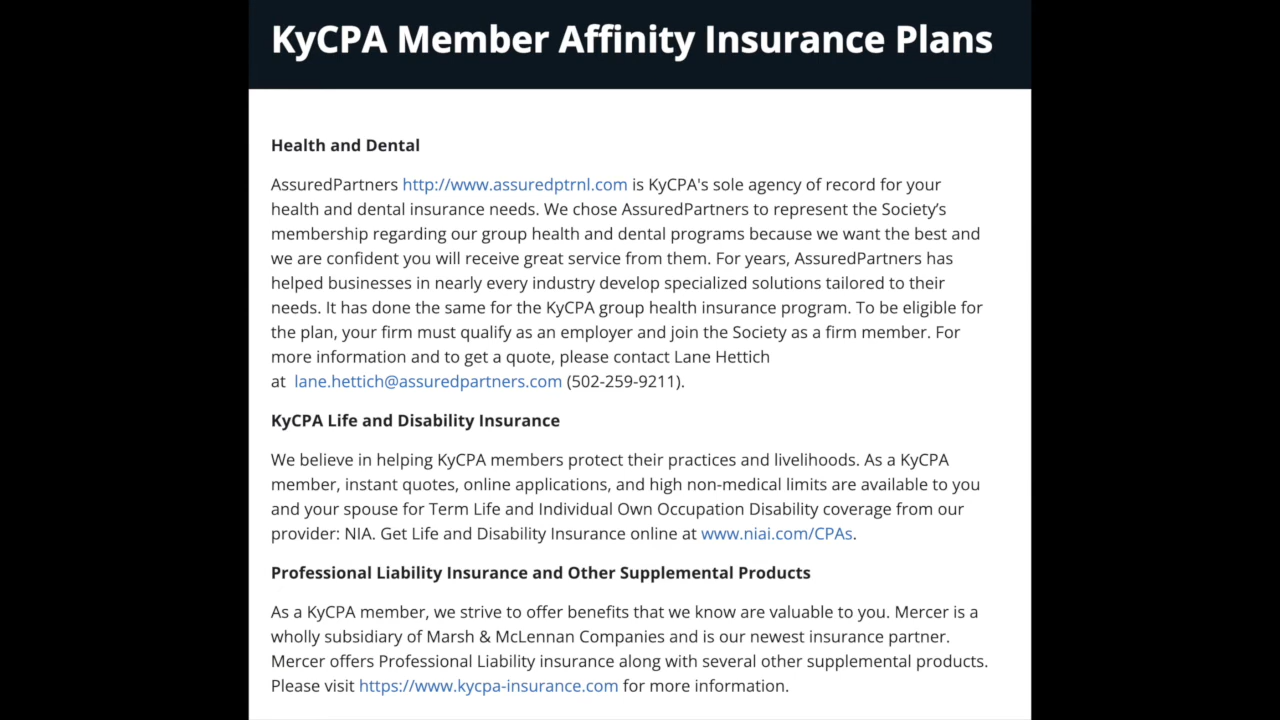 KyCPA Member Affinity Insurance Plans
Health and Dental
AssuredPartners http://www.assuredptrnl.com is KyCPA's sole agency of record for your
health and dental insurance needs. We chose AssuredPartners to represent the Society’s
membership regarding our group health and dental programs because we want the best and
we are confident you will receive great service from them. For years, AssuredPartners has
helped businesses in nearly every industry develop specialized solutions tailored to their
needs. It has done the same for the KyCPA group health insurance program. To be eligible for
the plan, your firm must qualify as an employer and join the Society as a firm member. For
more information and to get a quote, please contact Lane Hettich
at lane.hettich@assuredpartners.com (502-259-9211).
KyCPA Life and Disability Insurance
We believe in helping KyCPA members protect their practices and livelihoods. As a KyCPA
member, instant quotes, online applications, and high non-medical limits are available to you
and your spouse for Term Life and Individual Own Occupation Disability coverage from our
provider: NIA. Get Life and Disability Insurance online at www.niai.com/CPAs.
Professional Liability Insurance and Other Supplemental Products
As a KyCPA member, we strive to offer benefits that we know are valuable to you. Mercer is a
wholly subsidiary of Marsh & McLennan Companies and is our newest insurance partner.
Mercer offers Professional Liability insurance along with several other supplemental products.
Please visit https://www.kycpa-insurance.com for more information.